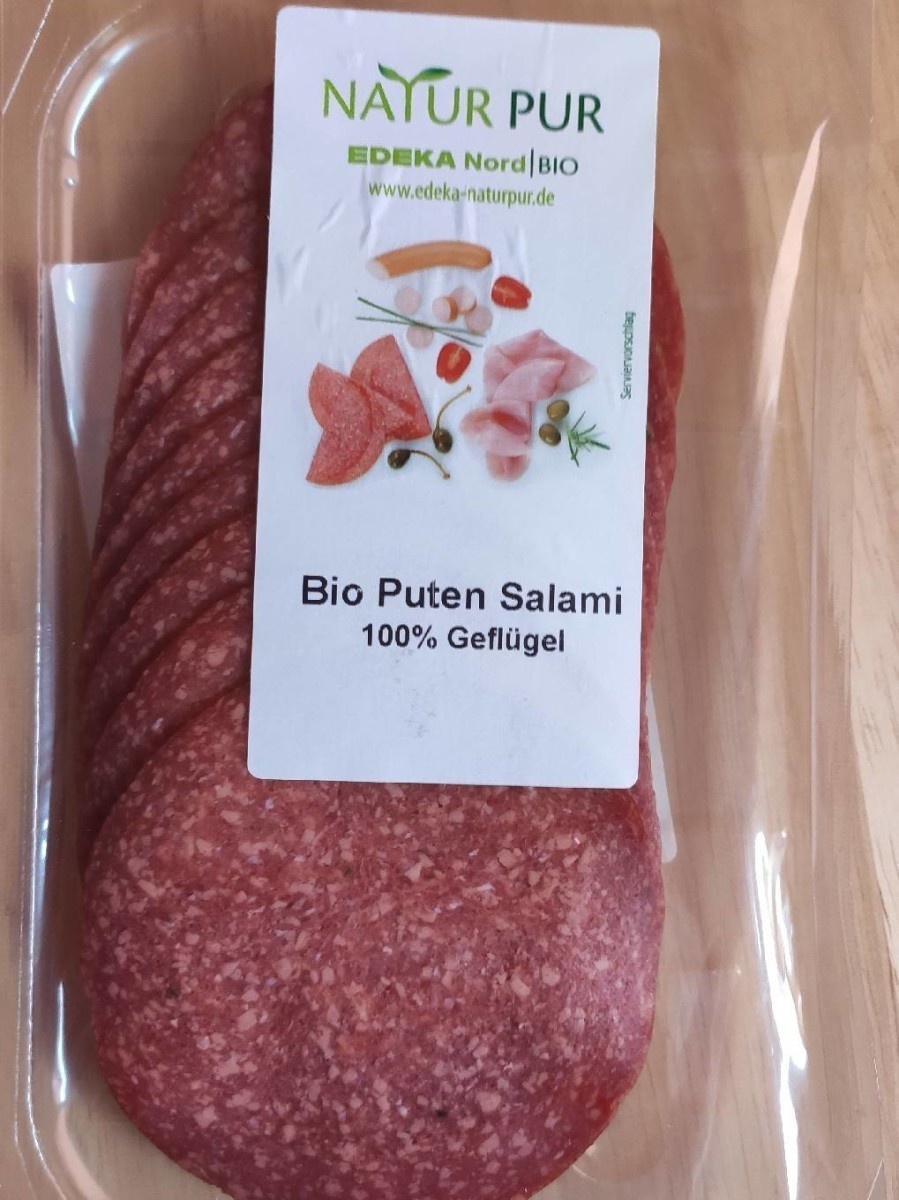 NATUR PUR
EDEKA Nord|BIO
www.edeka-naturpur.de
Serviervorschlag
Bio Puten Salami
100% Geflügel